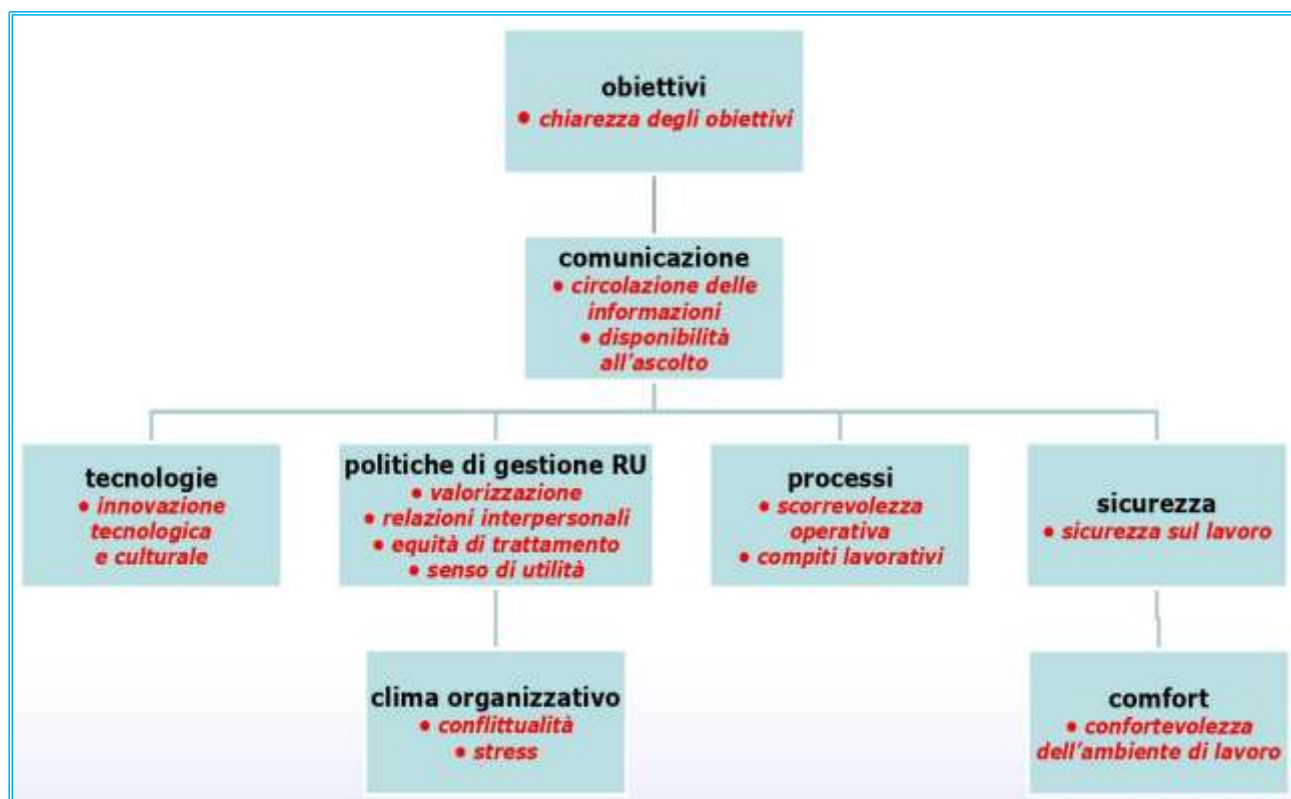 obiettivi
• chiarezza degli obiettivi
comunicazione
• circolazione delle
informazioni
• disponibilità
all'ascolto
tecnologie
• innovazione
tecnologica
e culturale
politiche di gestione RU
• valorizzazione
• relazioni interpersonali
• equità di trattamento
• senso di utilità
processi
• scorrevolezza
operativa
• compiti lavorativi
sicurezza
• sicurezza sul lavoro
clima organizzativo
• conflittualità
• stress
comfort
• confortevolezza
dell'ambiente di lavoro